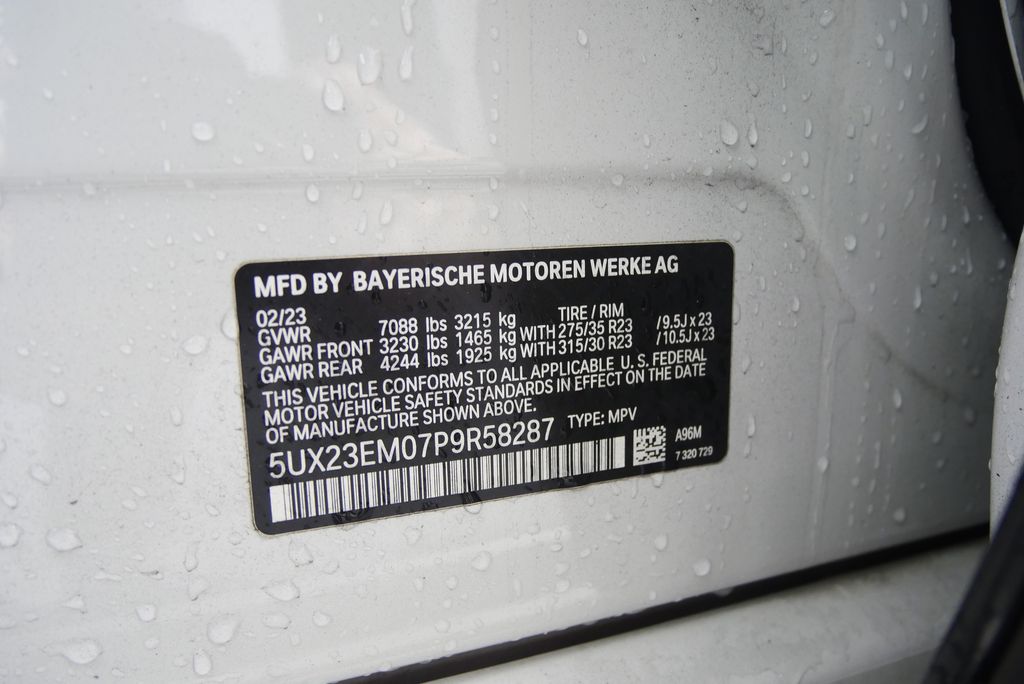 MFD BY BAYERISCHE MOTOREN WERKE AG
02/23 TIRE / RIM
GVWR 7088 lbs 3215 kg
GAWR FRONT 3230 lbs 1465 kg WITH 275/35 R23 /9.5J x 23
GAWR REAR 4244 lbs 1925 kg WITH 315/30 R23 /10.5J x 23
THIS VEHICLE CONFORMS TO ALL APPLICABLE U. S. FEDERAL
MOTOR VEHICLE SAFETY STANDARDS IN EFFECT ON THE DATE
OF MANUFACTURE SHOWN ABOVE.
5UX23EM07P9R58287 TYPE: MPV
A96M
7 320 729